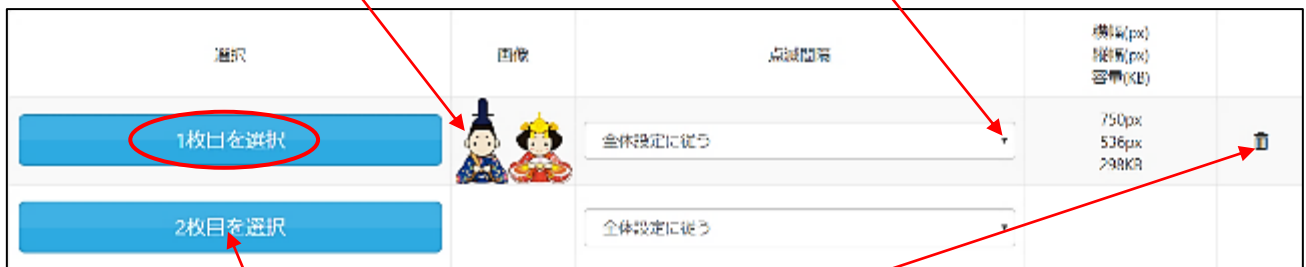 選択 画像 点滅間隔 横幅(px)
縦幅(px)
容量(KB)
1枚目を選択 全体設定に従う 750px
536px
298KB
2枚目を選択 全体設定に従う